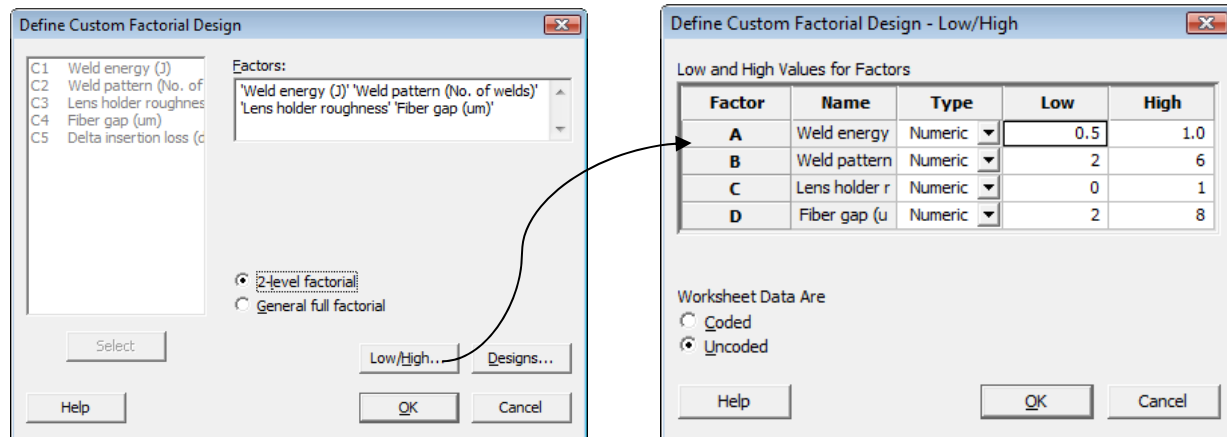 Define Custom Factorial Design
C1 Weld energy (J)
C2 Weld pattern (No. of
C3 Lens holder roughnes
C4 Fiber gap (um)
C5 Delta insertion loss (c
Factors:
'Weld energy (J)' 'Weld pattern (No. of welds)'
'Lens holder roughness' 'Fiber gap (um)'
2-level factorial
General full factorial
Select
Low/High...
Designs...
Help
OK
Cancel
Define Custom Factorial Design - Low/High
Low and High Values for Factors
Factor Name Type Low High
A Weld energy Numeric 0.5 1.0
B Weld pattern Numeric 2 6
C Lens holder r Numeric 0 1
D Fiber gap (u Numeric 2 8
Worksheet Data Are
Coded
Uncoded
Help
OK
Cancel